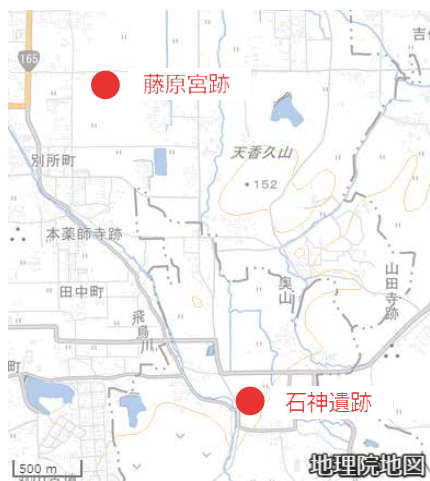 165
藤原宮跡
天香久山
152
別所町
本薬師寺跡
田中町
飛鳥川
奥山
山田寺跡
町
石神遺跡
500 m
地理院地図